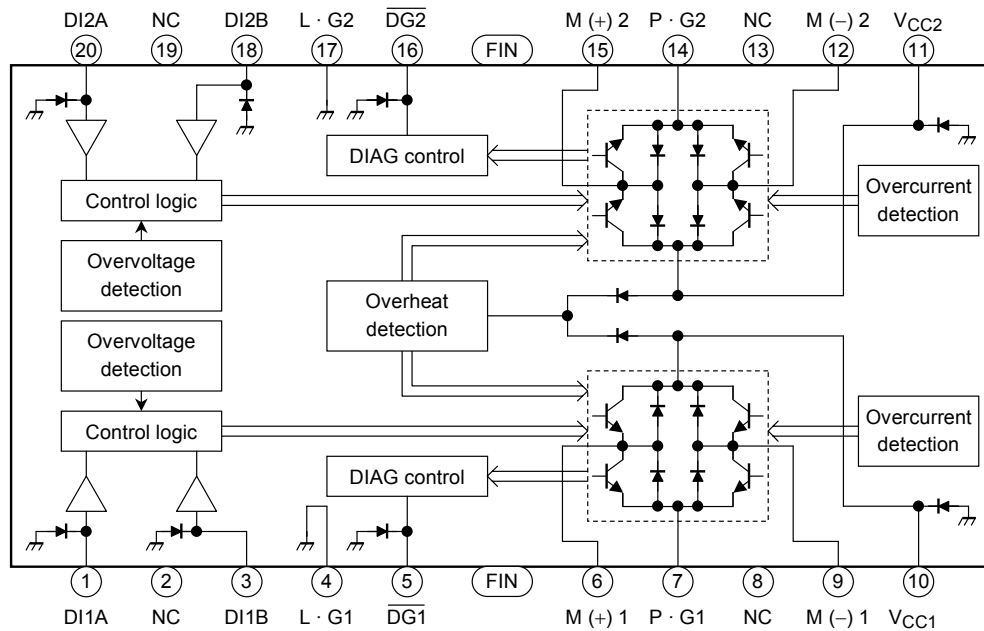 DI2A NC DI2B L · G2 DG2 M (+) 2 P · G2 NC M (−) 2 VCC2
20 19 18 17 16 FIN 15 14 13 12 11
DIAG control
Control logic
Overcurrent
detection
Overvoltage
detection
Overheat
detection
Overvoltage
detection
Control logic
Overcurrent
detection
DIAG control
1 2 3 4 5 FIN 6 7 8 9 10
DI1A NC DI1B L · G1 DG1 M (+) 1 P · G1 NC M (−) 1 VCC1